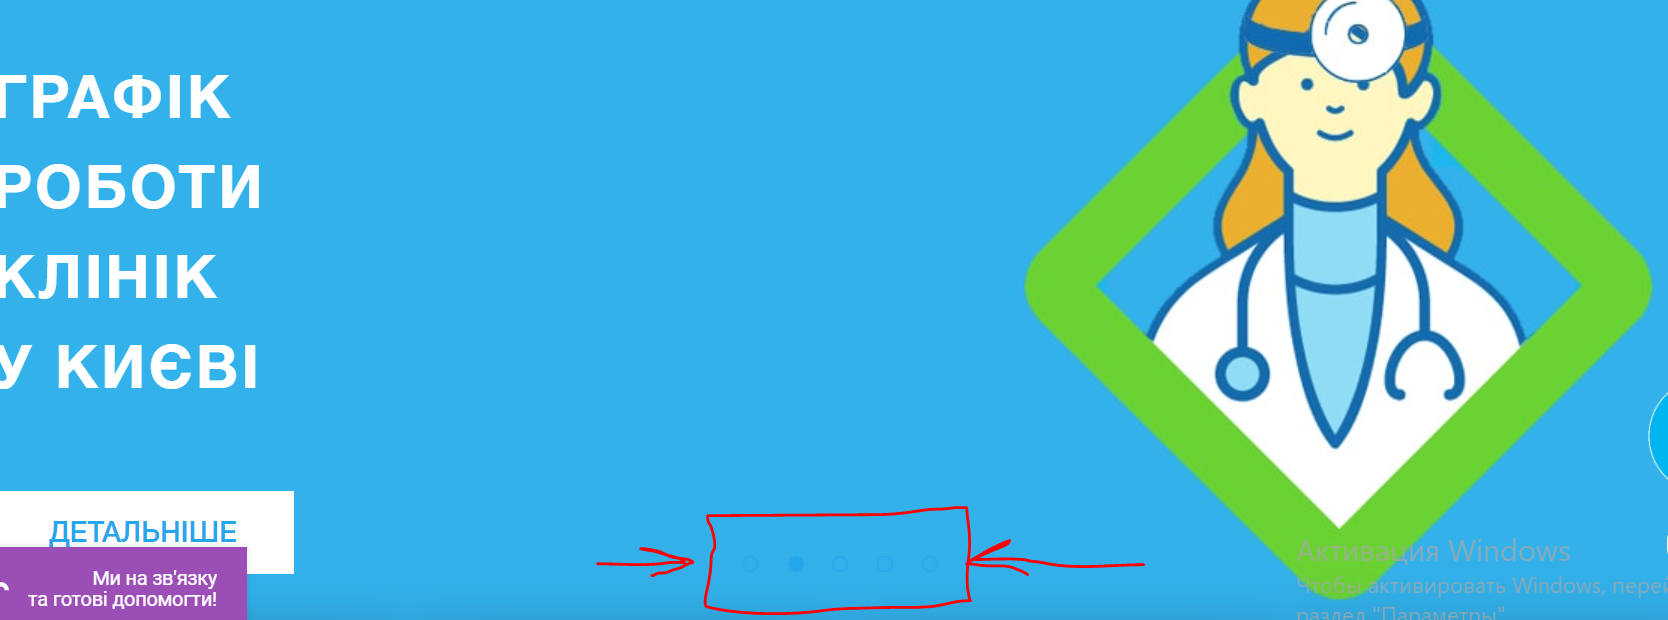 ГРАФІК
РОБОТИ
КЛІНІК
У КИЄВІ
ДЕТАЛЬНІШЕ
Ми на зв'язку
та готові допомогти!
Активация Windows
Чтобы активировать Windows, перей
раздел "Параметры".